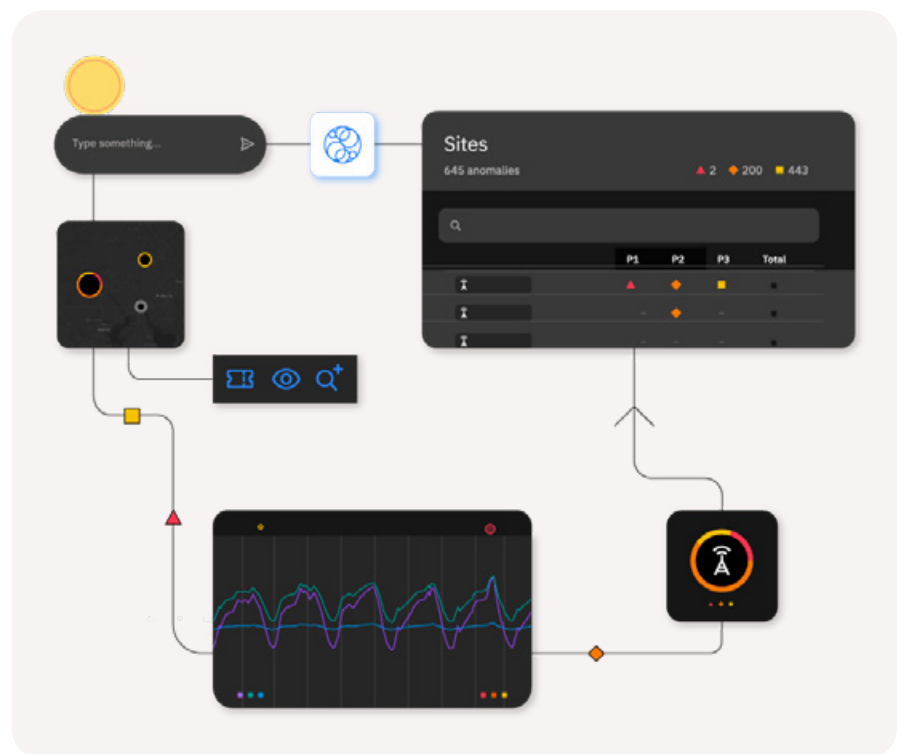 Type something...
Sites
645 anomalies
2
200
443
P1 P2 P3 Total